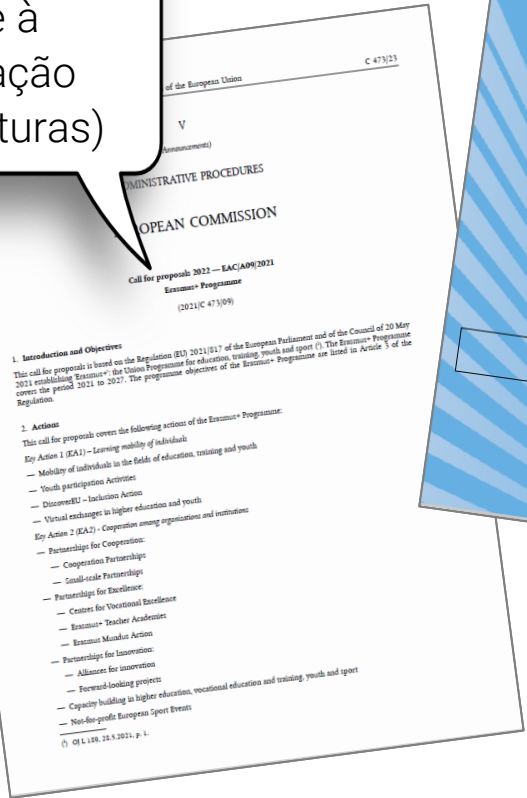 e à
ação
turas)
of the European Union
C 473/23
V
Announcements)
DMINISTRATIVE PROCEDURES
OPEAN COMMISSION
Call for proposals 2022 — EAC/A09/2021
Erasmus+ Programme
(2021/C 473/09)
1. Introduction and Objectives
This call for proposals is based on the Regulation (EU) 2021/817 of the European Parliament and of the Council of 20 May
2021 establishing 'Erasmus+': the Union Programme for education, training, youth and sport (¹). The Erasmus+ Programme
covers the period 2021 to 2027. The programme objectives of the Erasmus+ Programme are listed in Article 3 of the
Regulation.
2. Actions
This call for proposals covers the following actions of the Erasmus+ Programme:
Key Action 1 (KA1) – Learning mobility of individuals
— Mobility of individuals in the fields of education, training and youth
— Youth participation Activities
— DiscoverEU – Inclusion Action
— Virtual exchanges in higher education and youth
Key Action 2 (KA2) - Cooperation among organisations and institutions
— Partnerships for Cooperation:
— Cooperation Partnerships
— Small-scale Partnerships
— Partnerships for Excellence:
— Centres for Vocational Excellence
— Erasmus+ Teacher Academies
— Erasmus Mundus Action
— Partnerships for Innovation:
— Alliances for innovation
— Forward-looking projects
— Capacity building in higher education, vocational education and training, youth and sport
— Not-for-profit European Sport Events
(¹) OJ L 189, 28.5.2021, p. 1.